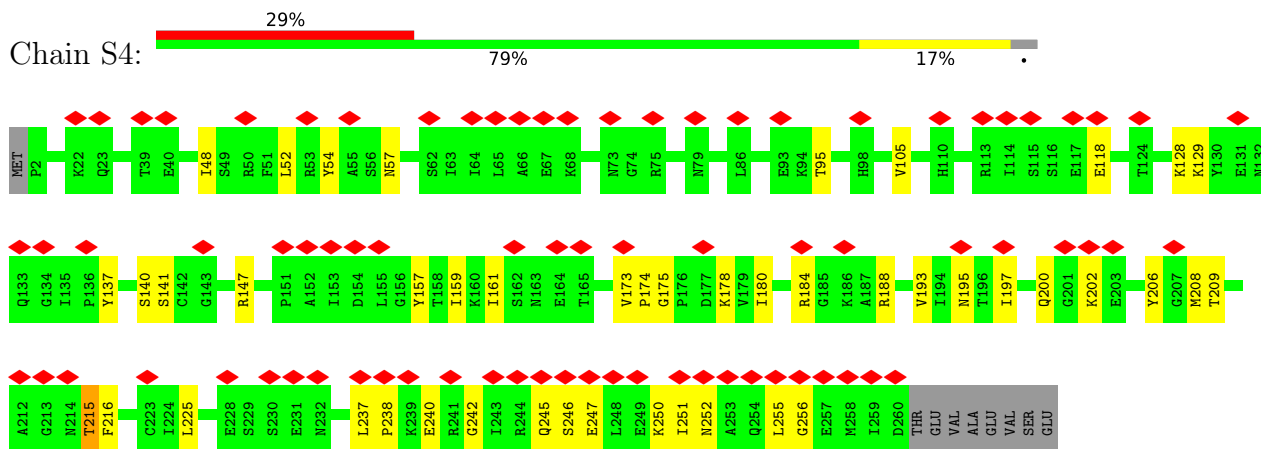 29%
Chain S4:
79% 17% •
MET P2 K22 Q23 T39 E40 I48 S49 R50 F51 L52 R53 Y54 A55 S56 N57 S62 I63 I64 L65 A66 E67 K68 N73 G74 R75 N79 L86 E93 K94 T95 H98 V105 H110 R113 I114 S115 S116 E117 E118 T124 K128 K129 Y130 E131 N132
Q133 G134 I135 P136 Y137 S140 S141 C142 G143 R147 P151 A152 I153 D154 L155 G156 Y157 T158 I159 K160 I161 S162 N163 E164 T165 V173 P174 G175 P176 D177 K178 V179 I180 R184 G185 K186 A187 R188 V193 I194 N195 T196 I197 Q200 G201 K202 E203 Y206 G207 M208 T209
A212 G213 N214 T215 F216 C223 I224 L225 E228 S229 S230 E231 N232 L237 P238 K239 E240 R241 G242 I243 R244 Q245 S246 E247 L248 E249 K250 I251 N252 A253 Q254 L255 G256 E257 M258 I259 D260 THR GLU VAL ALA GLU VAL SER GLU